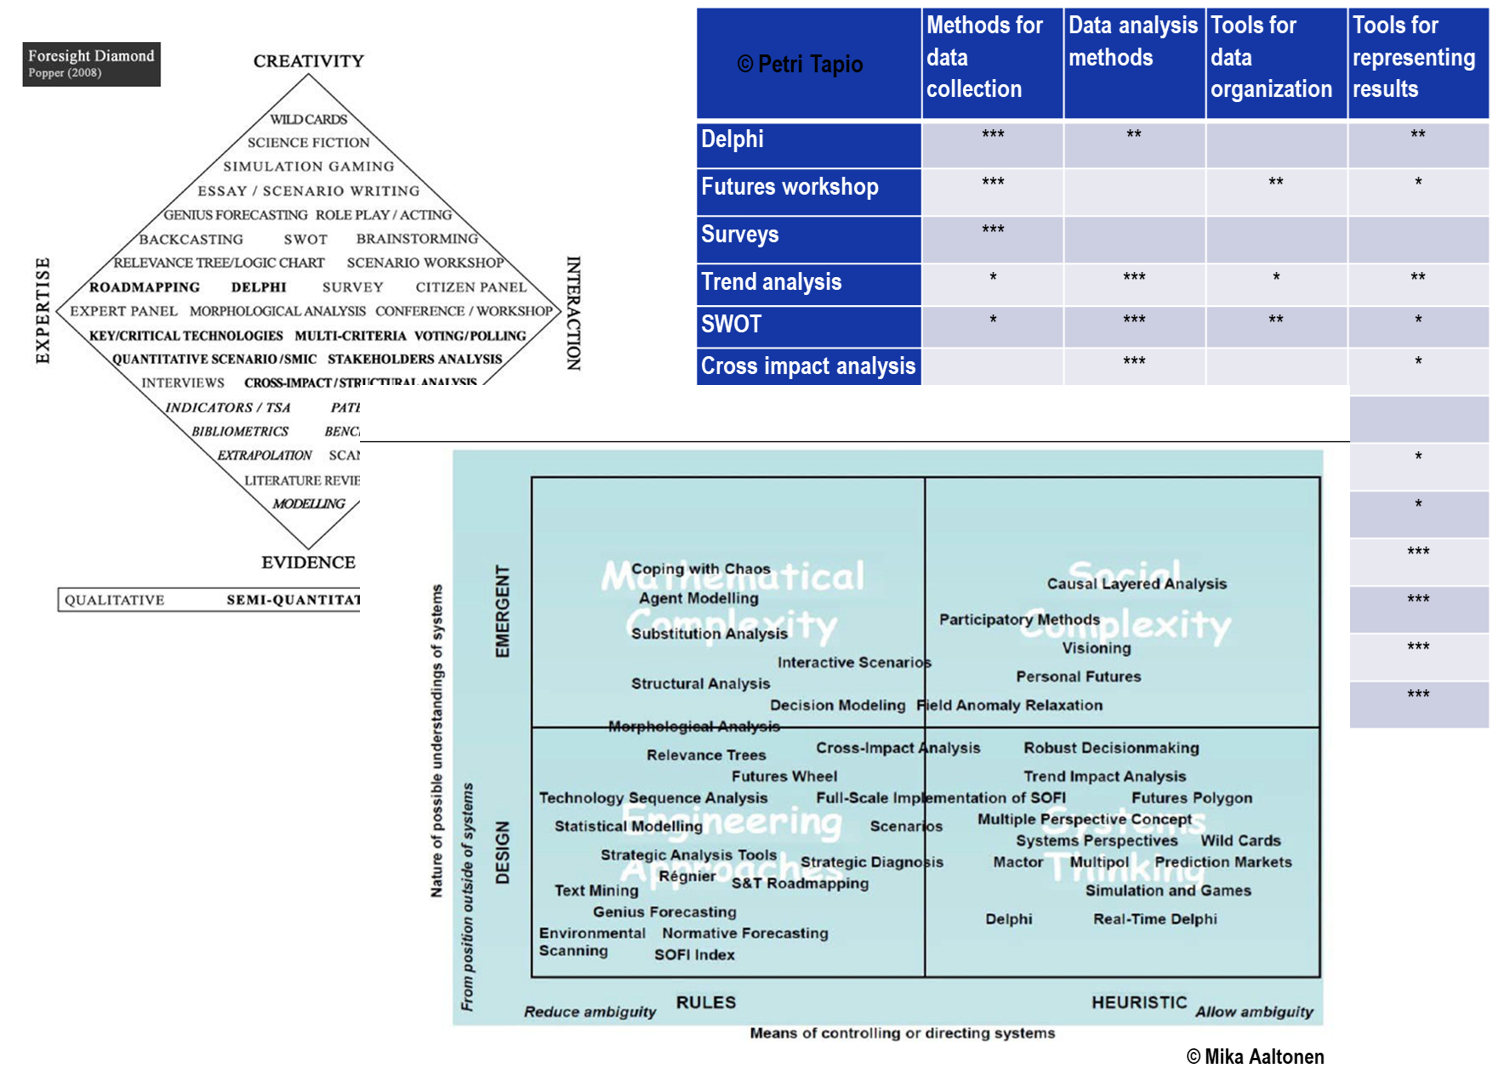 Foresight Diamond
Popper (2008)
CREATIVITY
WILD CARDS
SCIENCE FICTION
SIMULATION GAMING
ESSAY / SCENARIO WRITING
GENIUS FORECASTING ROLE PLAY / ACTING
BACKCASTING SWOT BRAINSTORMING
RELEVANCE TREE/LOGIC CHART SCENARIO WORKSHOP
ROADMAPPING DELPHI SURVEY CITIZEN PANEL
EXPERT PANEL MORPHOLOGICAL ANALYSIS CONFERENCE / WORKSHOP
KEY/CRITICAL TECHNOLOGIES MULTI-CRITERIA VOTING/POLLING
QUANTITATIVE SCENARIO/SMIC STAKEHOLDERS ANALYSIS
INTERVIEWS CROSS-IMPACT / STRUCTURAL ANALYSIS
INDICATORS / TSA PATE
BIBLIOMETRICS BENC
EXTRAPOLATION SCAN
LITERATURE REVIE
MODELLING
EVIDENCE
EXPERTISE
INTERACTION
QUALITATIVE SEMI-QUANTITAT
© Petri Tapio
Methods for data collection
Data analysis methods
Tools for data organization
Tools for representing results
Delphi *** ** **
Futures workshop *** ** *
Surveys ***
Trend analysis * *** * **
SWOT * *** ** *
Cross impact analysis *** *
*
*
***
***
***
***
Nature of possible understandings of systems
From position outside of systems
EMERGENT
DESIGN
Mathematical Complexity
Coping with Chaos
Agent Modelling
Substitution Analysis
Interactive Scenarios
Structural Analysis
Decision Modeling
Morphological Analysis
Social Complexity
Causal Layered Analysis
Participatory Methods
Visioning
Personal Futures
Field Anomaly Relaxation
Engineering Approaches
Relevance Trees
Cross-Impact Analysis
Futures Wheel
Technology Sequence Analysis
Full-Scale Implementation of SOFI
Statistical Modelling
Scenarios
Strategic Analysis Tools
Strategic Diagnosis
Régnier
S&T Roadmapping
Text Mining
Genius Forecasting
Environmental Scanning
Normative Forecasting
SOFI Index
Systems Thinking
Robust Decisionmaking
Trend Impact Analysis
Futures Polygon
Multiple Perspective Concept
Systems Perspectives
Wild Cards
Mactor
Multipol
Prediction Markets
Simulation and Games
Delphi
Real-Time Delphi
Reduce ambiguity
RULES
HEURISTIC
Allow ambiguity
Means of controlling or directing systems
© Mika Aaltonen